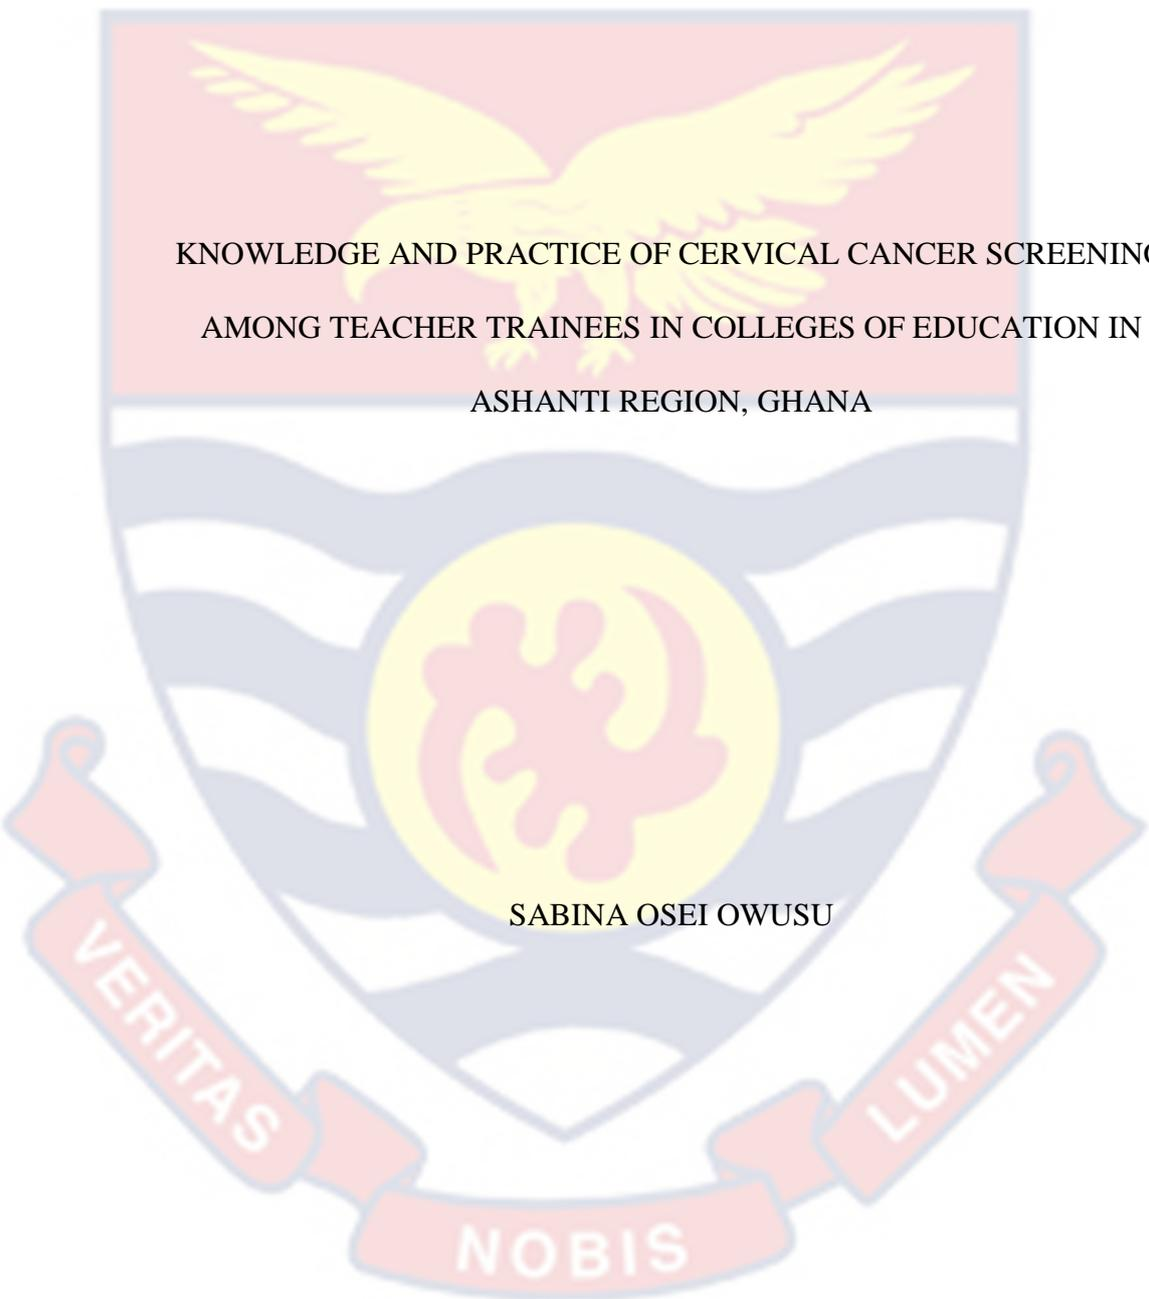 KNOWLEDGE AND PRACTICE OF CERVICAL CANCER SCREENING
AMONG TEACHER TRAINEES IN COLLEGES OF EDUCATION IN
ASHANTI REGION, GHANA
SABINA OSEI OWUSU
VERITAS
NOBIS
LUMEN